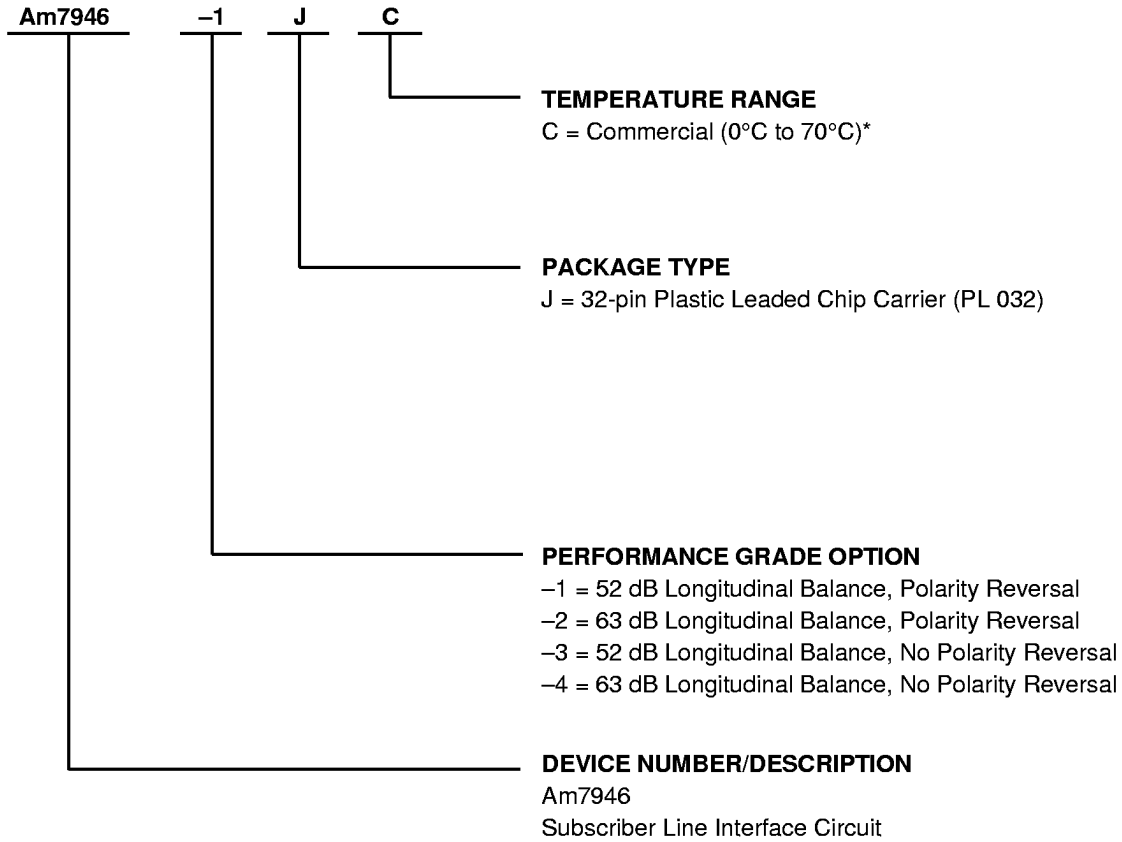 Am7946 –1 J C
TEMPERATURE RANGE
C = Commercial (0°C to 70°C)*
PACKAGE TYPE
J = 32-pin Plastic Leaded Chip Carrier (PL 032)
PERFORMANCE GRADE OPTION
–1 = 52 dB Longitudinal Balance, Polarity Reversal
–2 = 63 dB Longitudinal Balance, Polarity Reversal
–3 = 52 dB Longitudinal Balance, No Polarity Reversal
–4 = 63 dB Longitudinal Balance, No Polarity Reversal
DEVICE NUMBER/DESCRIPTION
Am7946
Subscriber Line Interface Circuit